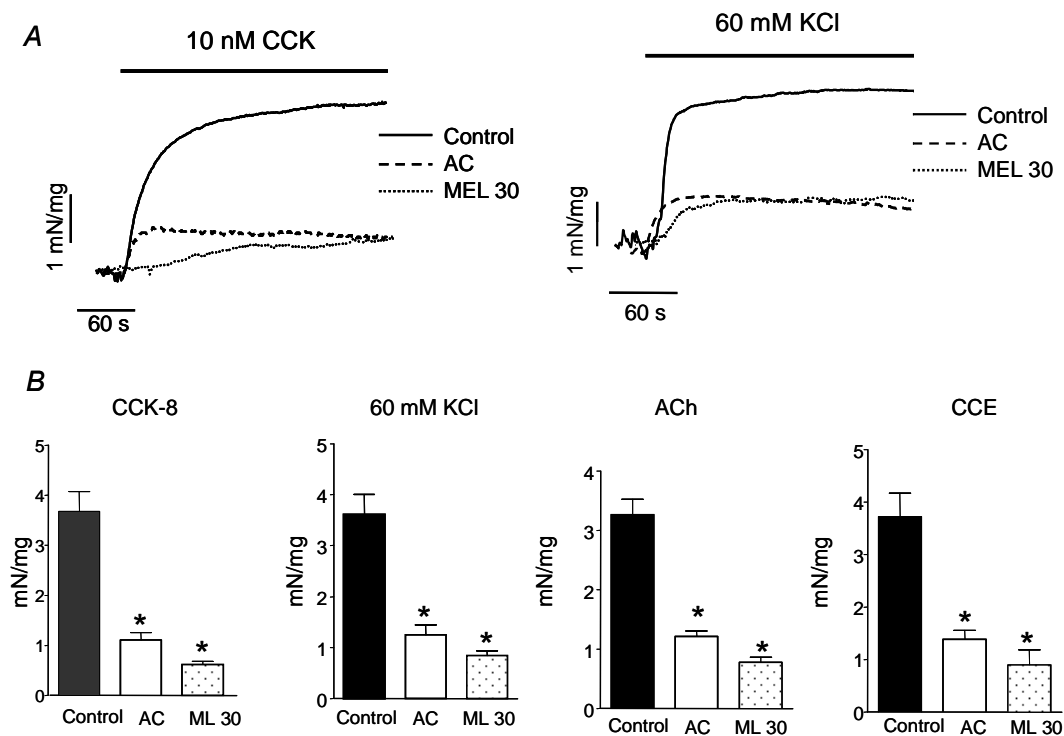 A
10 nM CCK
60 mM KCl
Control
AC
MEL 30
1 mN/mg
60 s
Control
AC
MEL 30
1 mN/mg
60 s
B
CCK-8
60 mM KCl
ACh
CCE
mN/mg
5
4
3
2
1
0
*
*
Control AC ML 30
mN/mg
5
4
3
2
1
0
*
*
Control AC ML 30
mN/mg
4
3
2
1
0
*
*
Control AC ML 30
mN/mg
5
4
3
2
1
0
*
*
Control AC ML 30